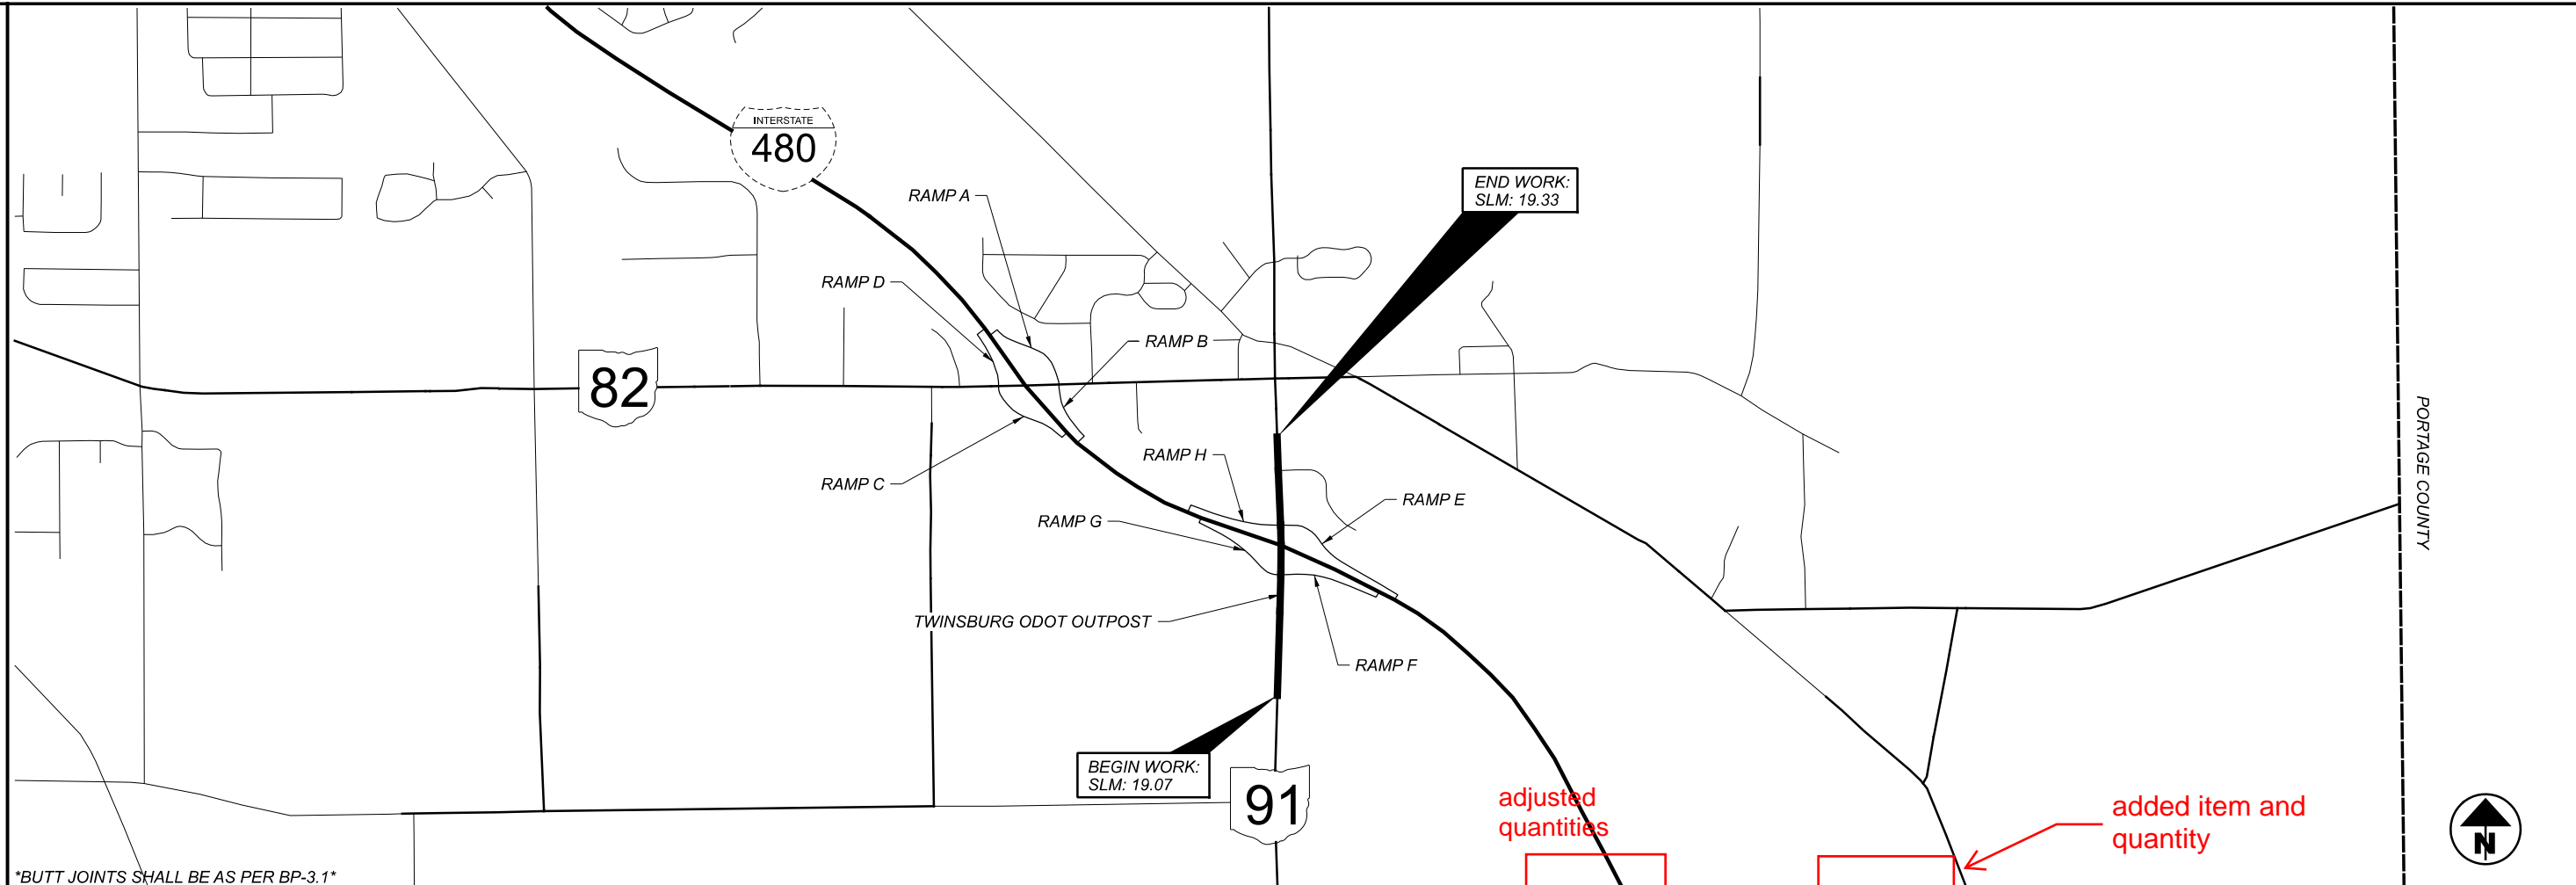 INTERSTATE
480
RAMP A
END WORK:
SLM: 19.33
RAMP D
RAMP B
82
PORTAGE COUNTY
RAMP H
RAMP C
RAMP E
RAMP G
TWINSBURG ODOT OUTPOST
RAMP F
BEGIN WORK:
SLM: 19.07
91
adjusted
quantities
added item and
quantity
N
*BUTT JOINTS SHALL BE AS PER BP-3.1*